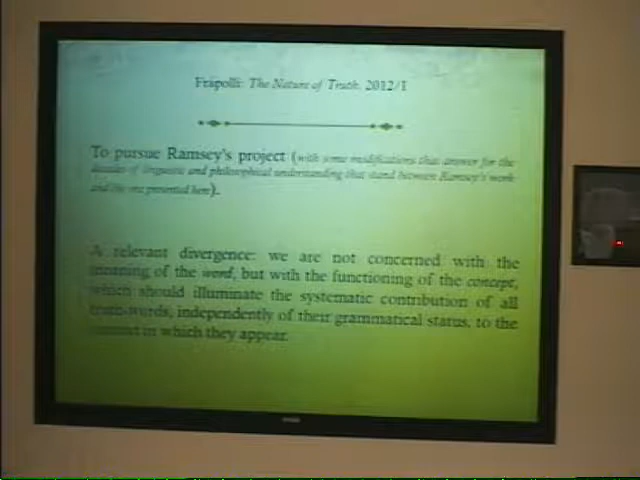 Frápolli: The Nature of Truth. 2012/1
To pursue Ramsey's project (with some modifications that answer for the
decades of linguistic and philosophical understanding that stand between Ramsey's work
and the one presented here).
A relevant divergence: we are not concerned with the
meaning of the word, but with the functioning of the concept,
which should illuminate the systematic contribution of all
truth-words, independently of their grammatical status, to the
context in which they appear.